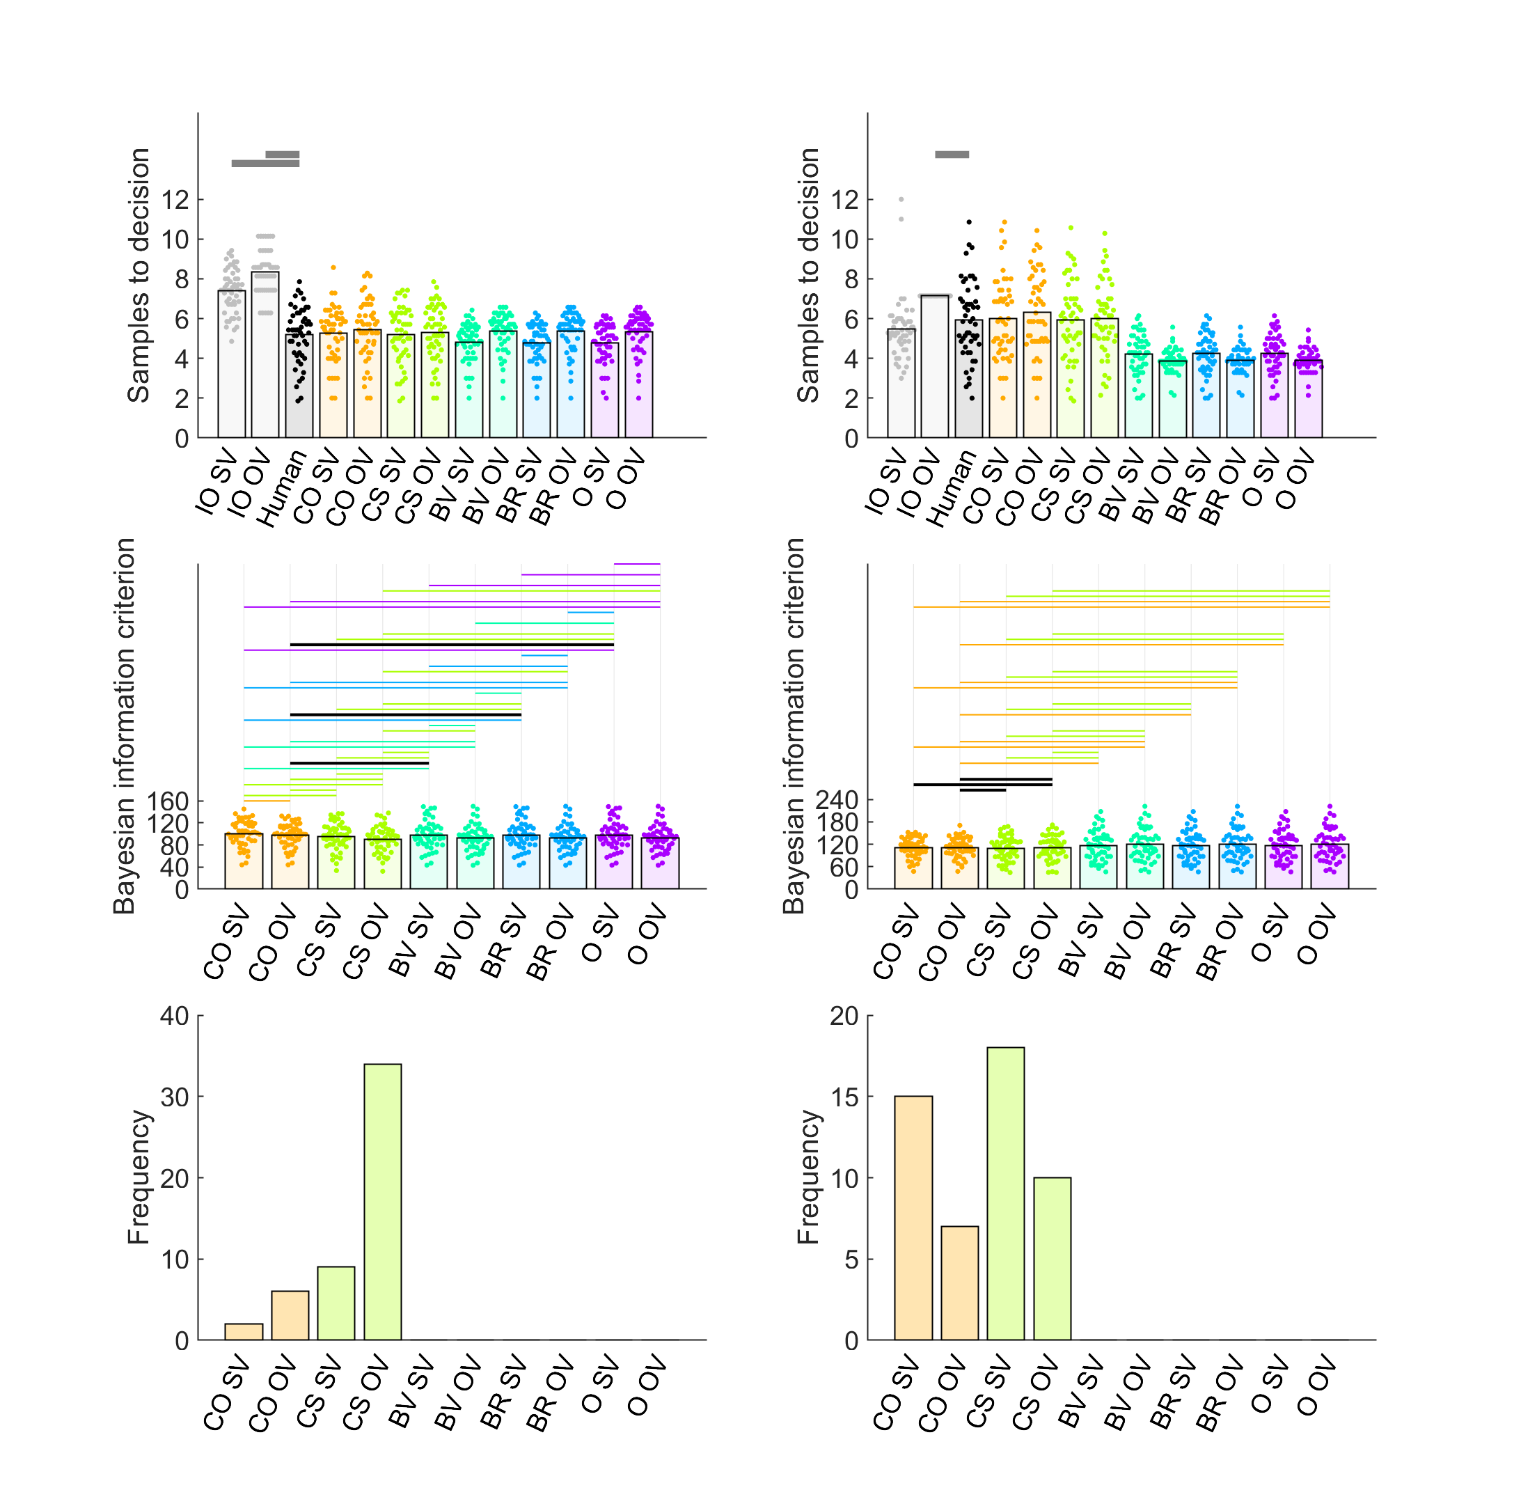 Samples to decision
12
10
8
6
4
2
0
IO SV
IO OV
Human
CO SV
CO OV
CS SV
CS OV
BV SV
BV OV
BR SV
BR OV
O SV
O OV
Samples to decision
12
10
8
6
4
2
0
IO SV
IO OV
Human
CO SV
CO OV
CS SV
CS OV
BV SV
BV OV
BR SV
BR OV
O SV
O OV
Bayesian information criterion
160
120
80
40
0
CO SV
CO OV
CS SV
CS OV
BV SV
BV OV
BR SV
BR OV
O SV
O OV
Bayesian information criterion
240
180
120
60
0
CO SV
CO OV
CS SV
CS OV
BV SV
BV OV
BR SV
BR OV
O SV
O OV
Frequency
40
30
20
10
0
CO SV
CO OV
CS SV
CS OV
BV SV
BV OV
BR SV
BR OV
O SV
O OV
Frequency
20
15
10
5
0
CO SV
CO OV
CS SV
CS OV
BV SV
BV OV
BR SV
BR OV
O SV
O OV